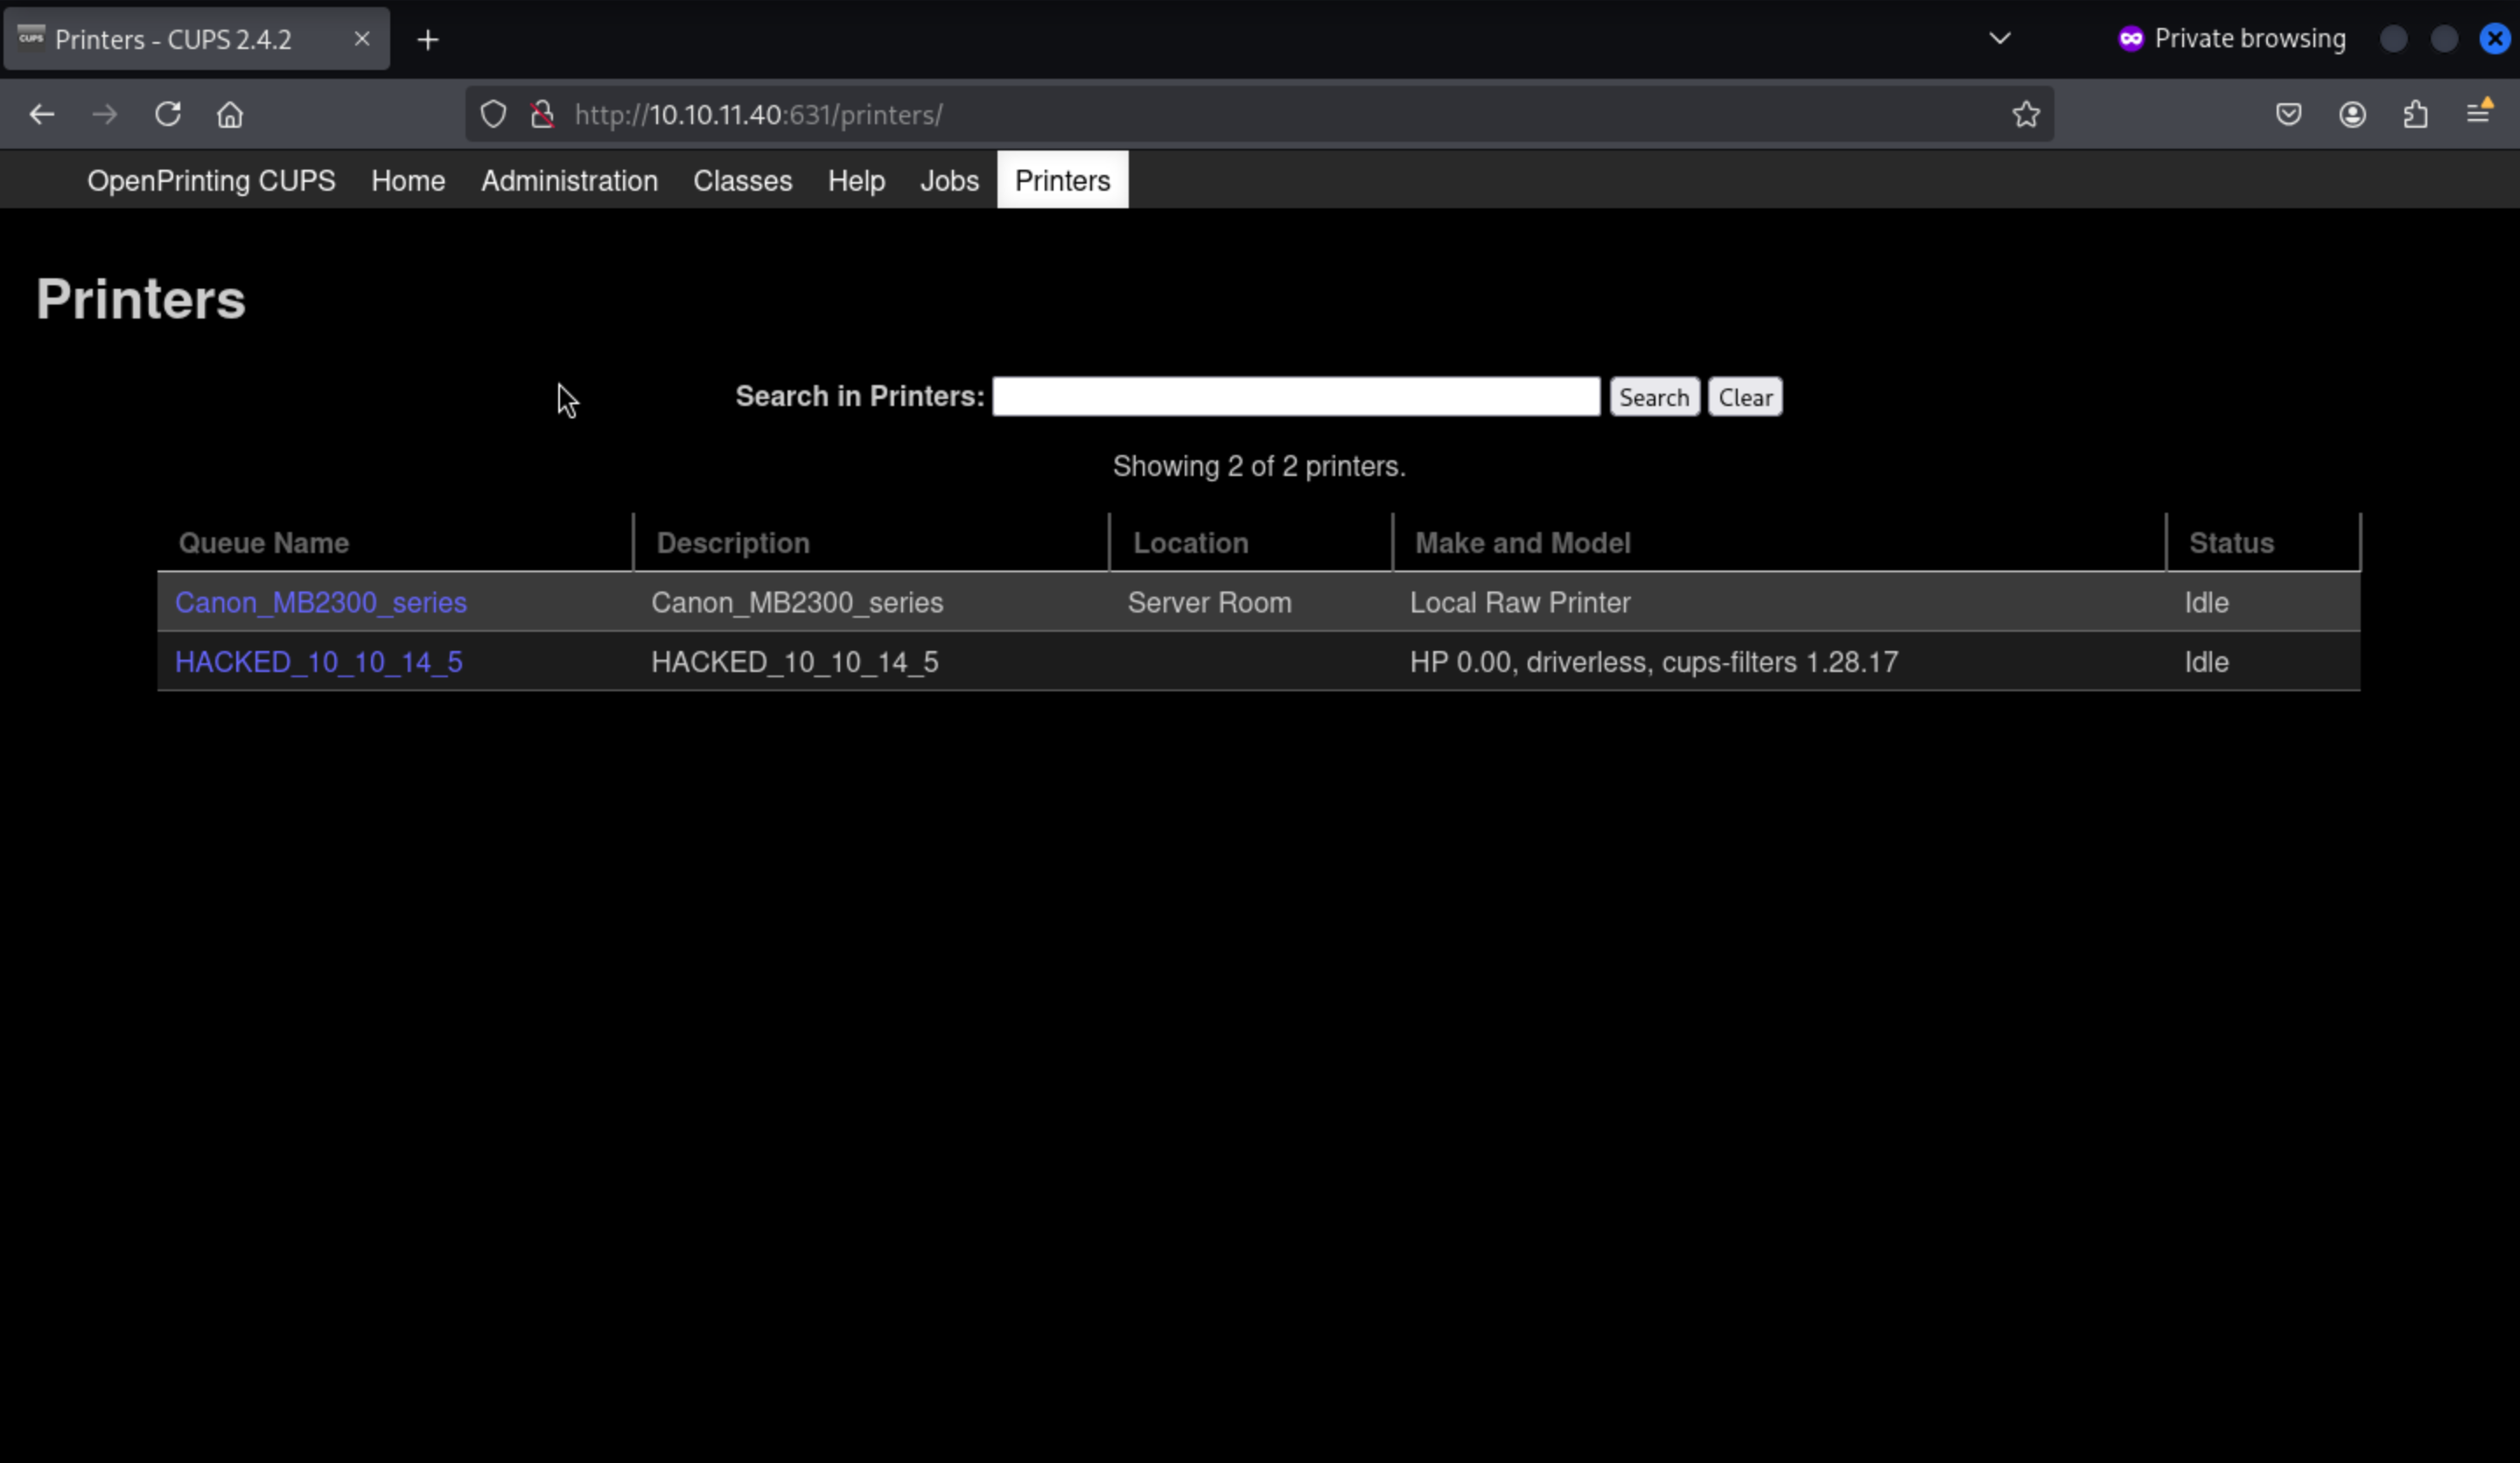 CUPS Printers - CUPS 2.4.2
Private browsing
http://10.10.11.40:631/printers/
OpenPrinting CUPS Home Administration Classes Help Jobs Printers
Printers
Search in Printers: Search Clear
Showing 2 of 2 printers.
Queue Name Description Location Make and Model Status
Canon_MB2300_series Canon_MB2300_series Server Room Local Raw Printer Idle
HACKED_10_10_14_5 HACKED_10_10_14_5 HP 0.00, driverless, cups-filters 1.28.17 Idle